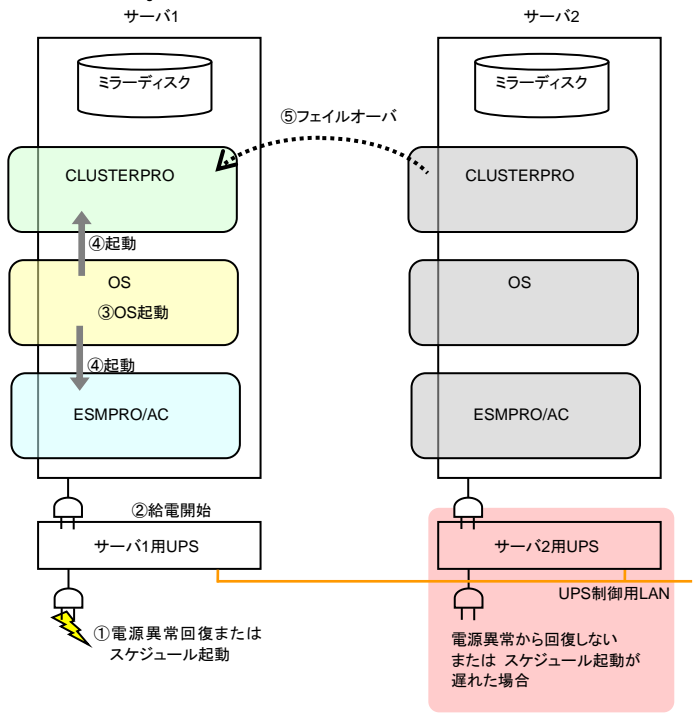 サーバ1
サーバ2
ミラーディスク
ミラーディスク
⑤フェイルオーバ
CLUSTERPRO
CLUSTERPRO
④起動
OS
③OS起動
OS
④起動
ESMPRO/AC
ESMPRO/AC
②給電開始
サーバ1用UPS
サーバ2用UPS
UPS制御用LAN
①電源異常回復または
スケジュール起動
電源異常から回復しない
または スケジュール起動が
遅れた場合